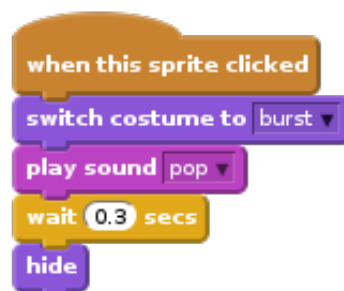 when this sprite clicked
switch costume to burst
play sound pop
wait 0.3 secs
hide